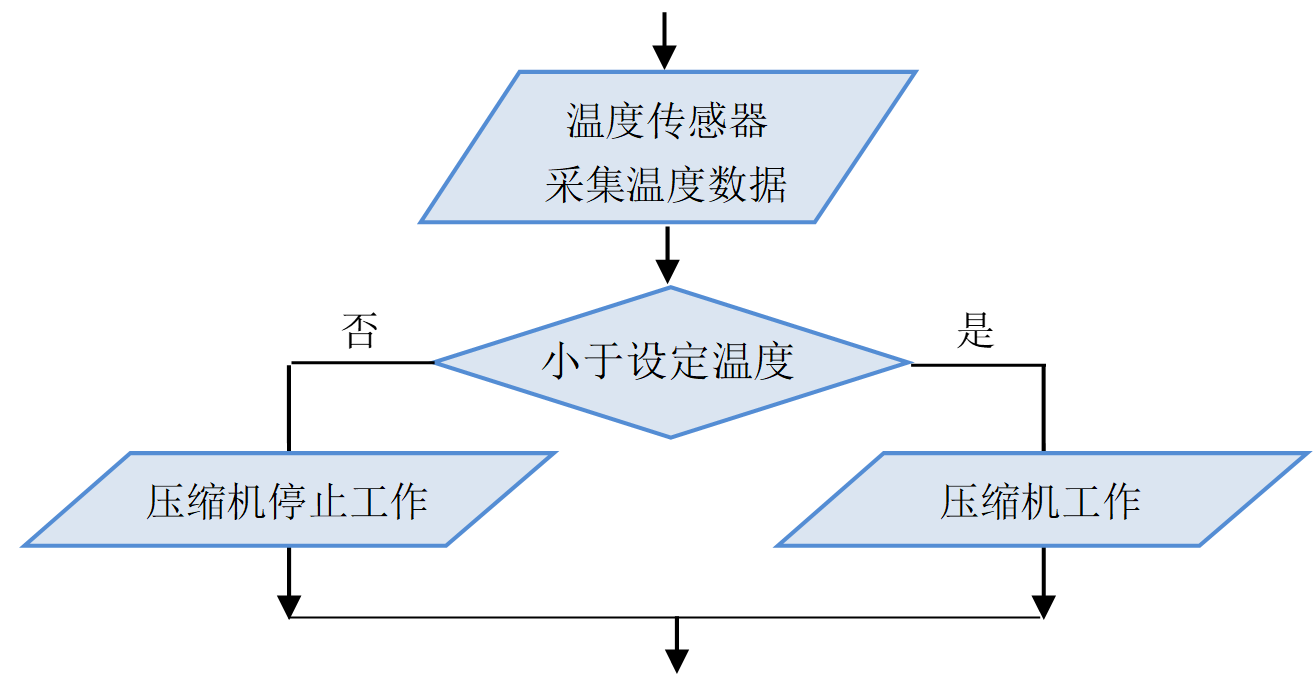 温度传感器
采集温度数据
否
小于设定温度
是
压缩机停止工作
压缩机工作